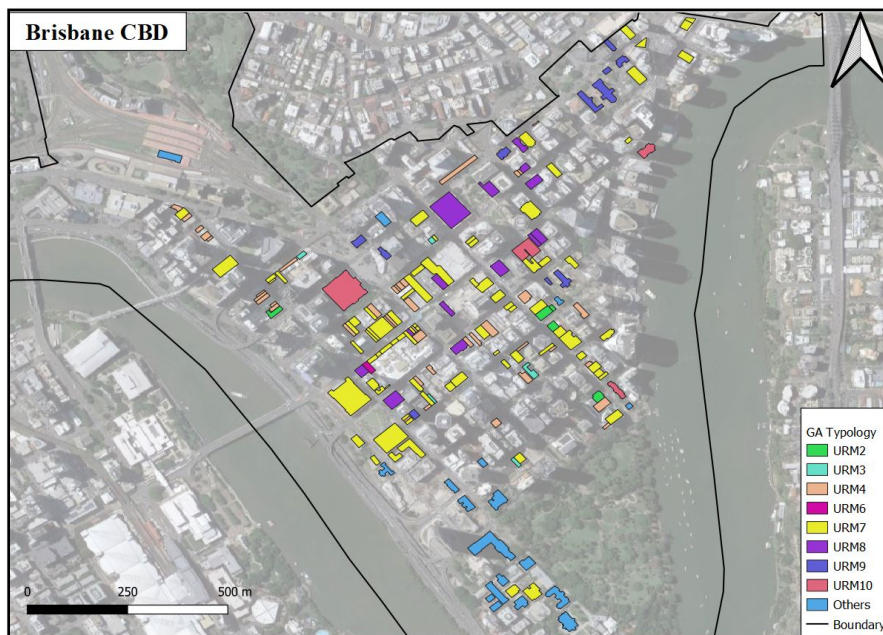 Brisbane CBD
GA Typology
URM2
URM3
URM4
URM6
URM7
URM8
URM9
URM10
Others
Boundary
0 250 500 m